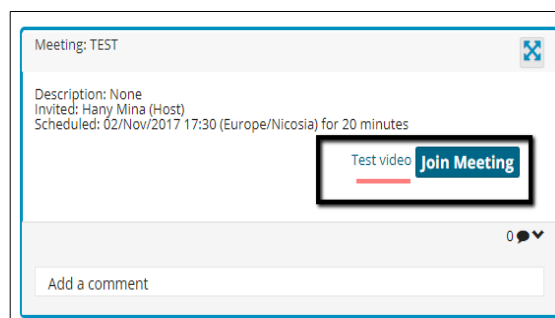 Meeting: TEST
Description: None
Invited: Hany Mina (Host)
Scheduled: 02/Nov/2017 17:30 (Europe/Nicosia) for 20 minutes
Test video Join Meeting
0
Add a comment